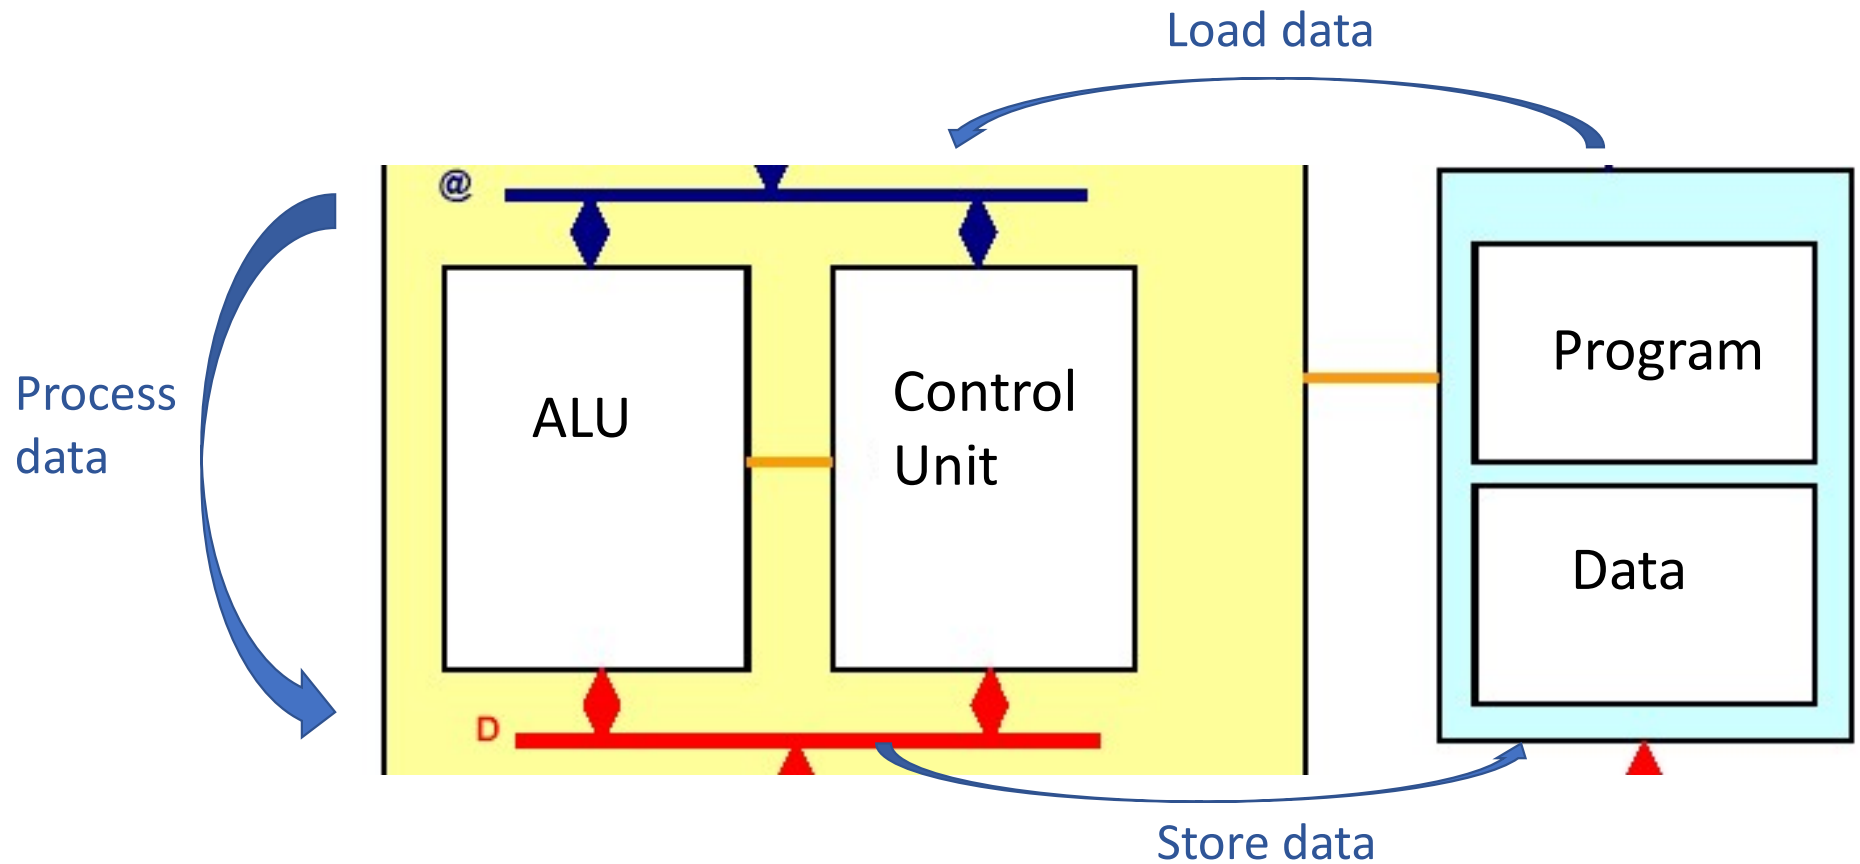 Load data
@
Process
data
ALU
Control
Unit
Program
Data
D
Store data